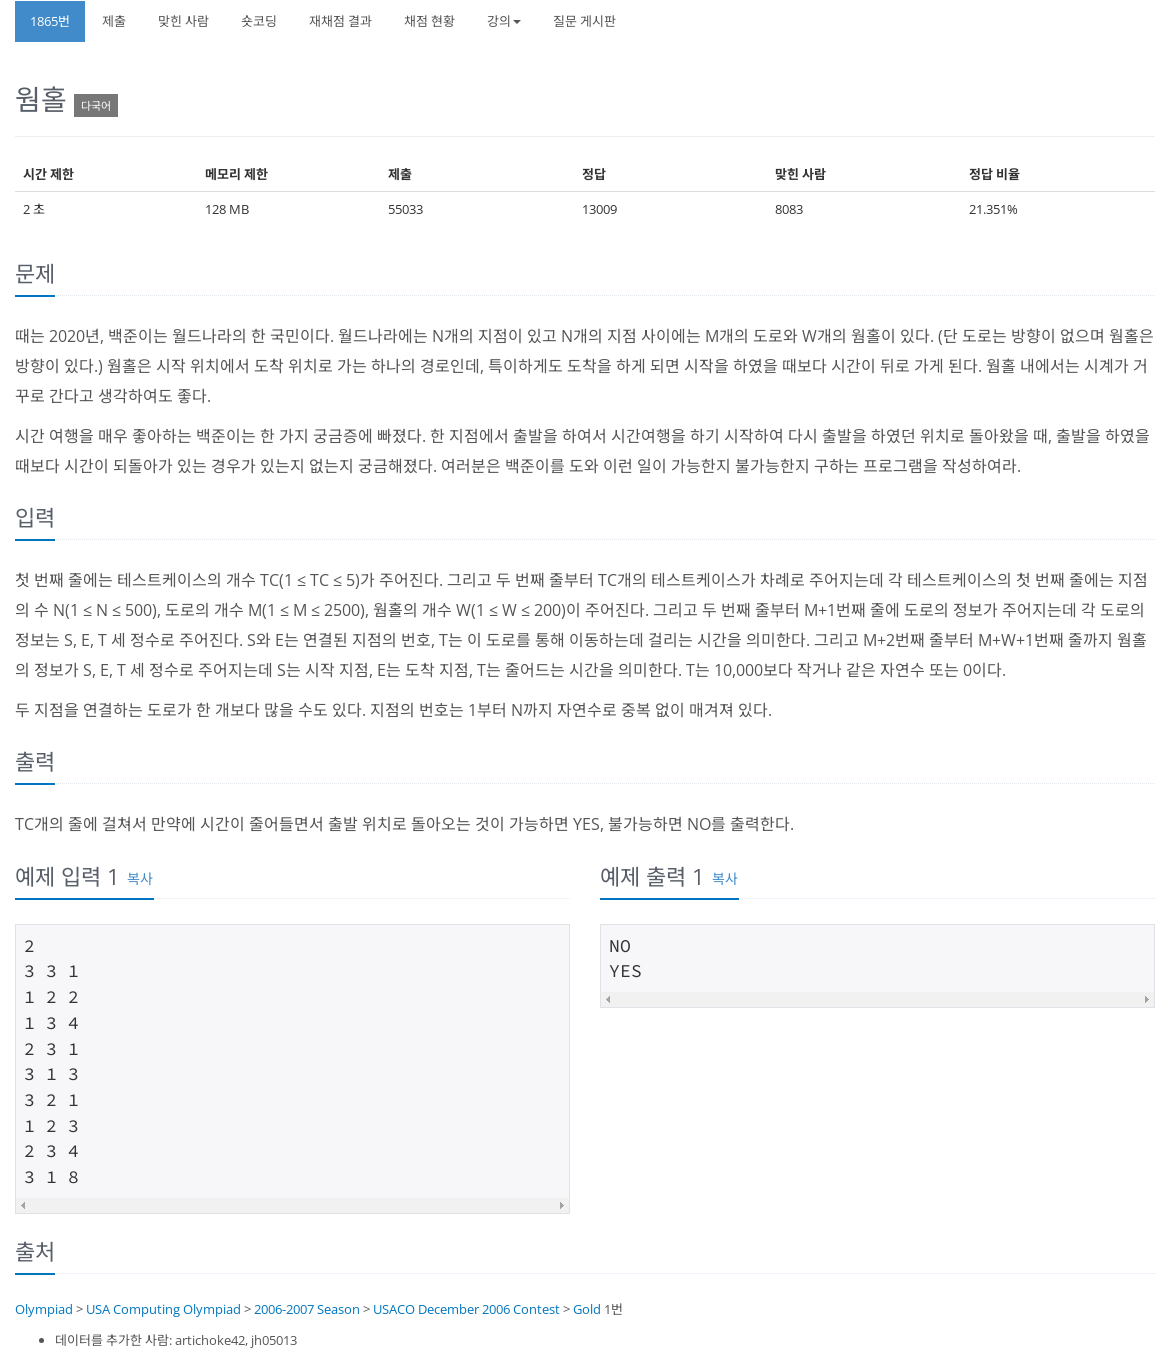 1865번 제출 맞힌 사람 숏코딩 재채점 결과 채점 현황 강의 질문 게시판
웜홀 다국어
시간 제한 메모리 제한 제출 정답 맞힌 사람 정답 비율
2 초 128 MB 55033 13009 8083 21.351%
문제
때는 2020년, 백준이는 월드나라의 한 국민이다. 월드나라에는 N개의 지점이 있고 N개의 지점 사이에는 M개의 도로와 W개의 웜홀이 있다. (단 도로는 방향이 없으며 웜홀은
방향이 있다.) 웜홀은 시작 위치에서 도착 위치로 가는 하나의 경로인데, 특이하게도 도착을 하게 되면 시작을 하였을 때보다 시간이 뒤로 가게 된다. 웜홀 내에서는 시계가 거
꾸로 간다고 생각하여도 좋다.
시간 여행을 매우 좋아하는 백준이는 한 가지 궁금증에 빠졌다. 한 지점에서 출발을 하여서 시간여행을 하기 시작하여 다시 출발을 하였던 위치로 돌아왔을 때, 출발을 하였을
때보다 시간이 되돌아가 있는 경우가 있는지 없는지 궁금해졌다. 여러분은 백준이를 도와 이런 일이 가능한지 불가능한지 구하는 프로그램을 작성하여라.
입력
첫 번째 줄에는 테스트케이스의 개수 TC(1 ≤ TC ≤ 5)가 주어진다. 그리고 두 번째 줄부터 TC개의 테스트케이스가 차례로 주어지는데 각 테스트케이스의 첫 번째 줄에는 지점
의 수 N(1 ≤ N ≤ 500), 도로의 개수 M(1 ≤ M ≤ 2500), 웜홀의 개수 W(1 ≤ W ≤ 200)이 주어진다. 그리고 두 번째 줄부터 M+1번째 줄에 도로의 정보가 주어지는데 각 도로의
정보는 S, E, T 세 정수로 주어진다. S와 E는 연결된 지점의 번호, T는 이 도로를 통해 이동하는데 걸리는 시간을 의미한다. 그리고 M+2번째 줄부터 M+W+1번째 줄까지 웜홀
의 정보가 S, E, T 세 정수로 주어지는데 S는 시작 지점, E는 도착 지점, T는 줄어드는 시간을 의미한다. T는 10,000보다 작거나 같은 자연수 또는 0이다.
두 지점을 연결하는 도로가 한 개보다 많을 수도 있다. 지점의 번호는 1부터 N까지 자연수로 중복 없이 매겨져 있다.
출력
TC개의 줄에 걸쳐서 만약에 시간이 줄어들면서 출발 위치로 돌아오는 것이 가능하면 YES, 불가능하면 NO를 출력한다.
예제 입력 1 복사
2
3 3 1
1 2 2
1 3 4
2 3 1
3 1 3
3 2 1
1 2 3
2 3 4
3 1 8
예제 출력 1 복사
NO
YES
출처
Olympiad > USA Computing Olympiad > 2006-2007 Season > USACO December 2006 Contest > Gold 1번
데이터를 추가한 사람: artichoke42, jh05013